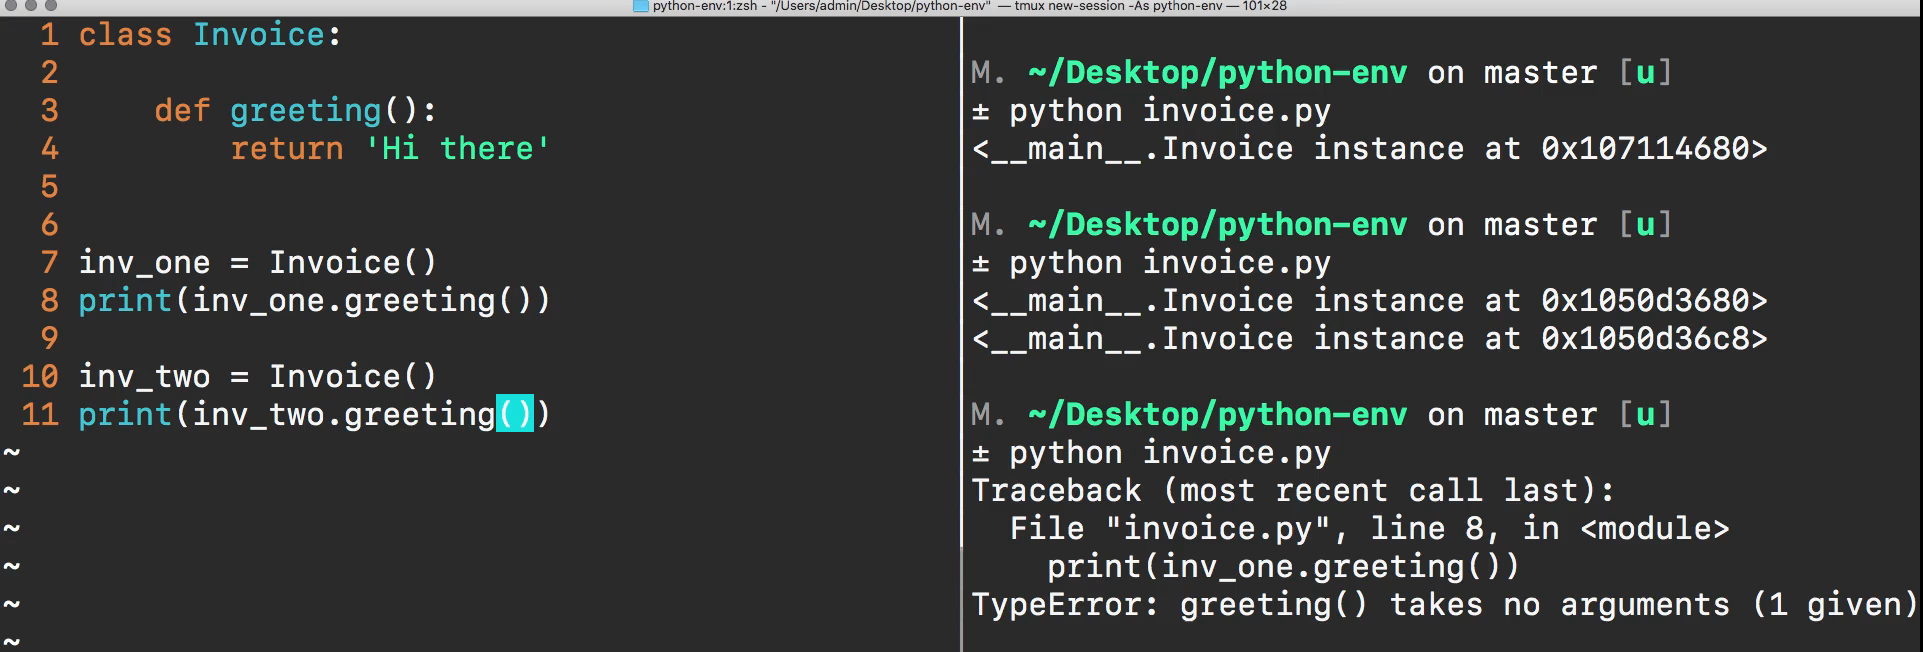 python-env:1:zsh - "/Users/admin/Desktop/python-env" — tmux new-session -As python-env — 101×28
1 class Invoice:
2
3     def greeting():
4         return 'Hi there'
5
6
7 inv_one = Invoice()
8 print(inv_one.greeting())
9
10 inv_two = Invoice()
11 print(inv_two.greeting())
~
~
~
~
~
~
M. ~/Desktop/python-env on master [u]
± python invoice.py
<__main__.Invoice instance at 0x107114680>
M. ~/Desktop/python-env on master [u]
± python invoice.py
<__main__.Invoice instance at 0x1050d3680>
<__main__.Invoice instance at 0x1050d36c8>
M. ~/Desktop/python-env on master [u]
± python invoice.py
Traceback (most recent call last):
  File "invoice.py", line 8, in <module>
    print(inv_one.greeting())
TypeError: greeting() takes no arguments (1 given)